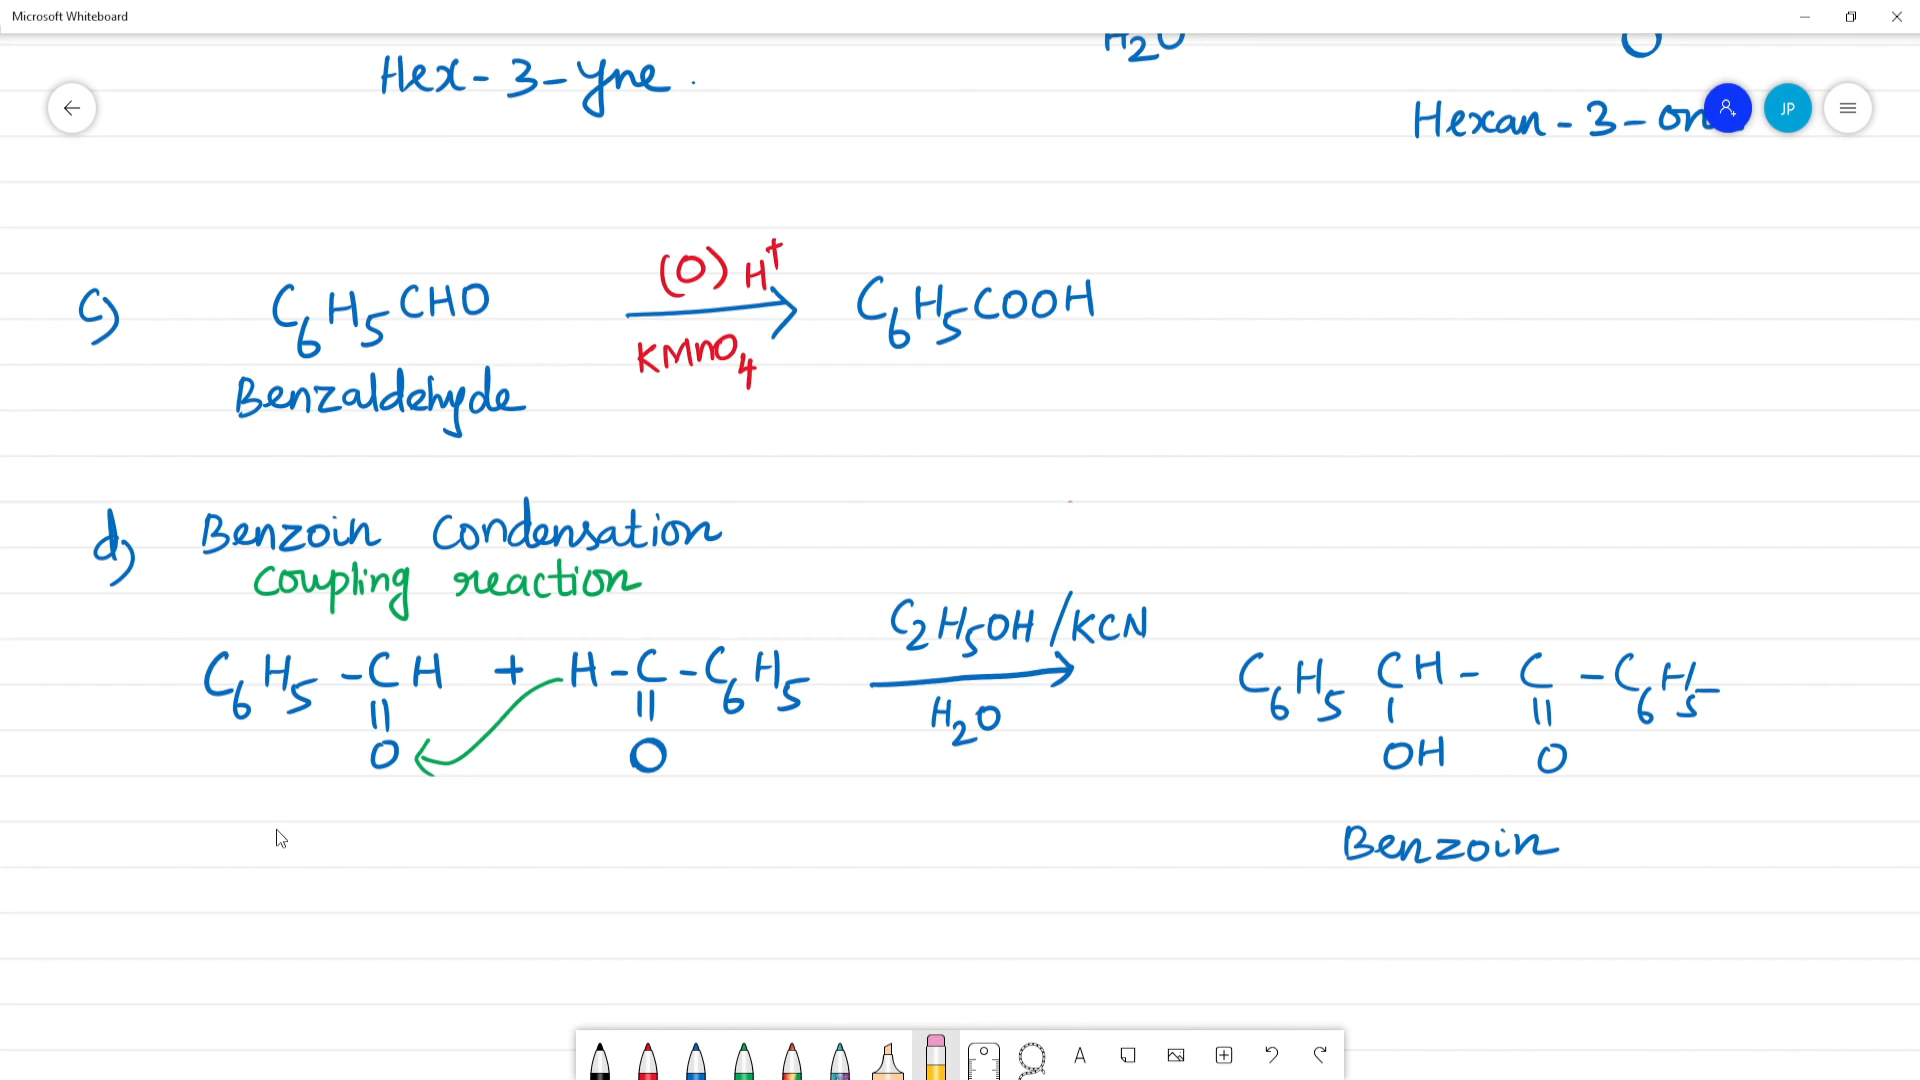 Microsoft Whiteboard
H2O
O
Hex - 3 - yne .
Hexan - 3 - on
JP
c) C6H5CHO (O) H+ KMnO4 C6H5COOH
Benzaldehyde
d) Benzoin Condensation
Coupling reaction
C2H5OH / KCN
C6H5 - C H + H - C - C6H5 H2O C6H5 CH - C - C6H5
O O OH O
Benzoin
A